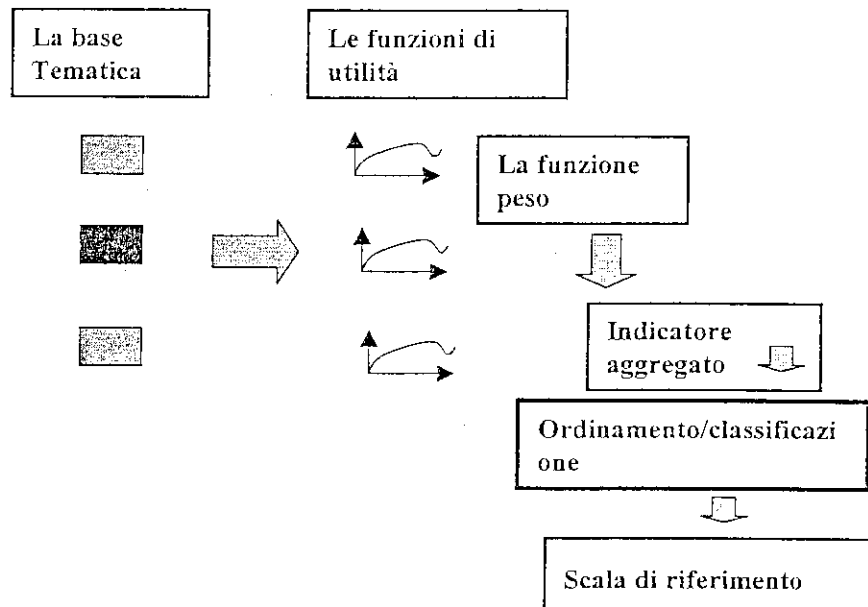 La base
Tematica
Le funzioni di
utilità
La funzione
peso
Indicatore
aggregato
Ordinamento/classificazi
one
Scala di riferimento